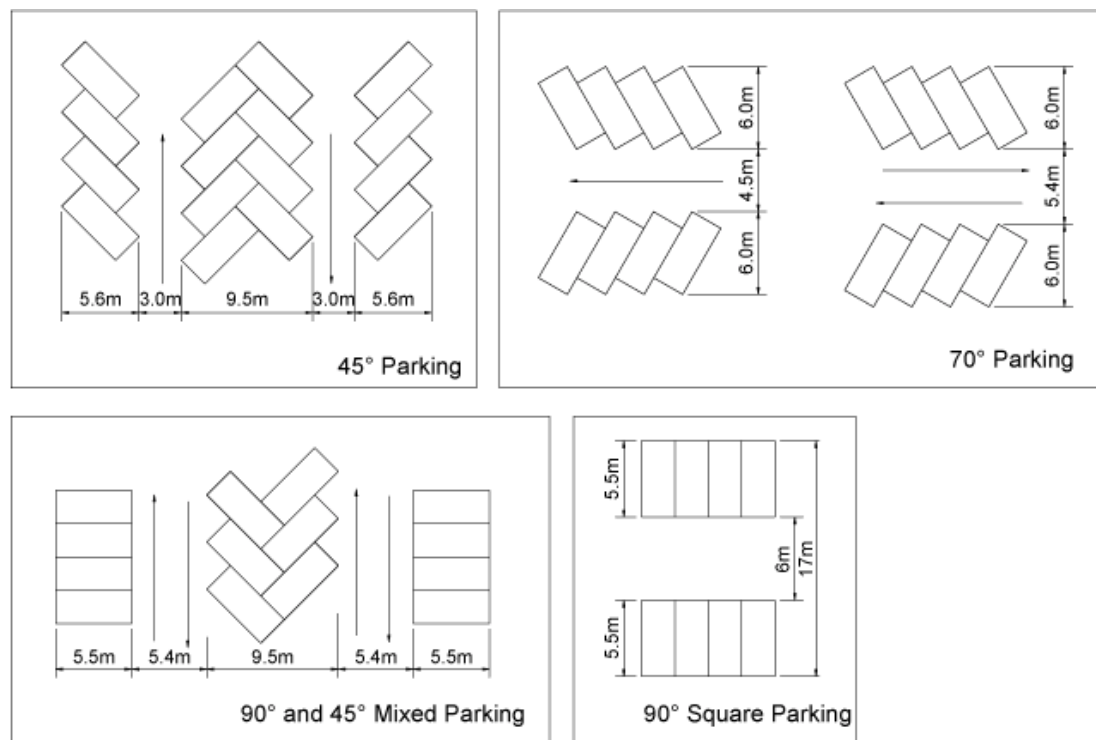 5.6m 3.0m 9.5m 3.0m 5.6m
45° Parking
6.0m
4.5m
6.0m
6.0m
5.4m
6.0m
70° Parking
5.5m 5.4m 9.5m 5.4m 5.5m
90° and 45° Mixed Parking
5.5m
6m
17m
5.5m
90° Square Parking